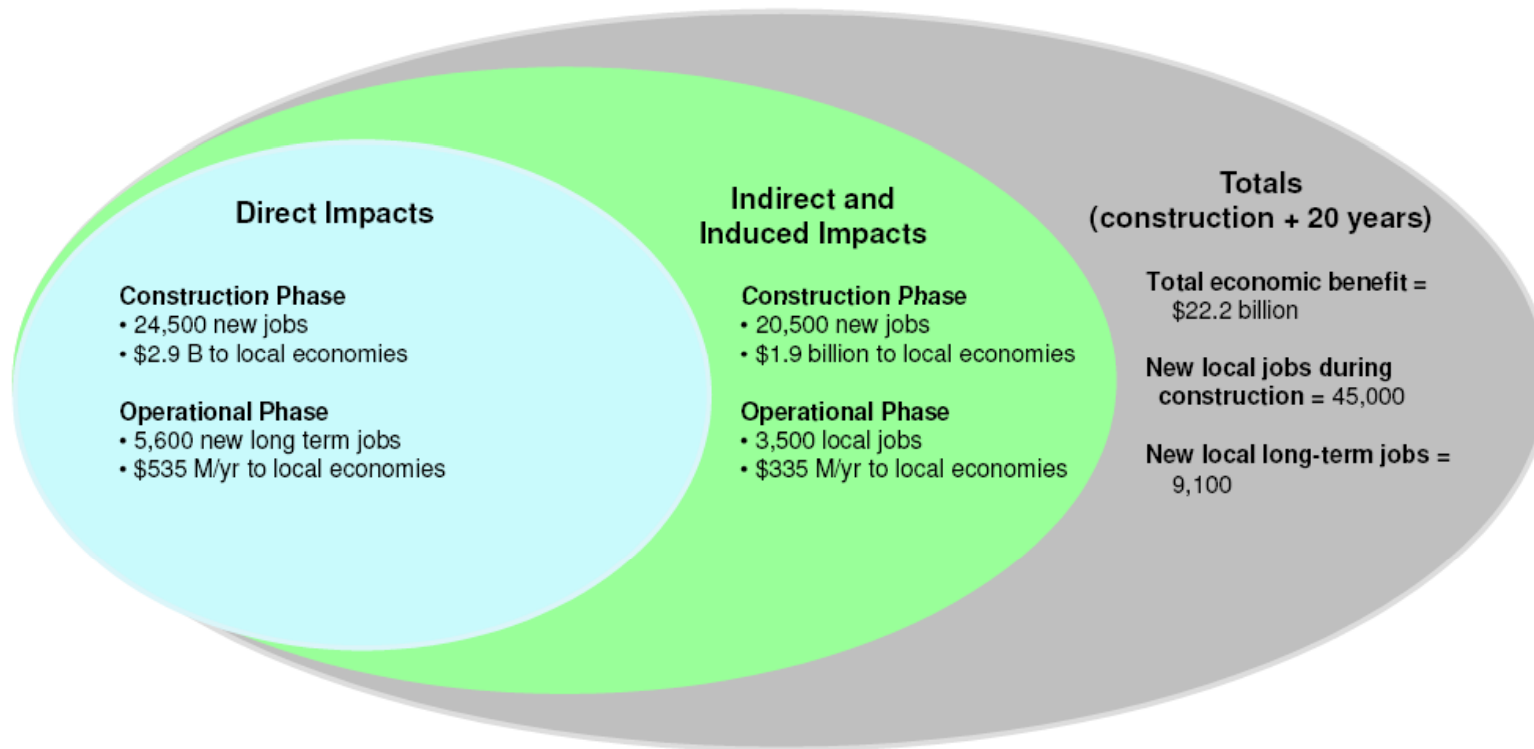 Direct Impacts
Construction Phase
• 24,500 new jobs
• $2.9 B to local economies
Operational Phase
• 5,600 new long term jobs
• $535 M/yr to local economies
Indirect and
Induced Impacts
Construction Phase
• 20,500 new jobs
• $1.9 billion to local economies
Operational Phase
• 3,500 local jobs
• $335 M/yr to local economies
Totals
(construction + 20 years)
Total economic benefit =
$22.2 billion
New local jobs during
construction = 45,000
New local long-term jobs =
9,100